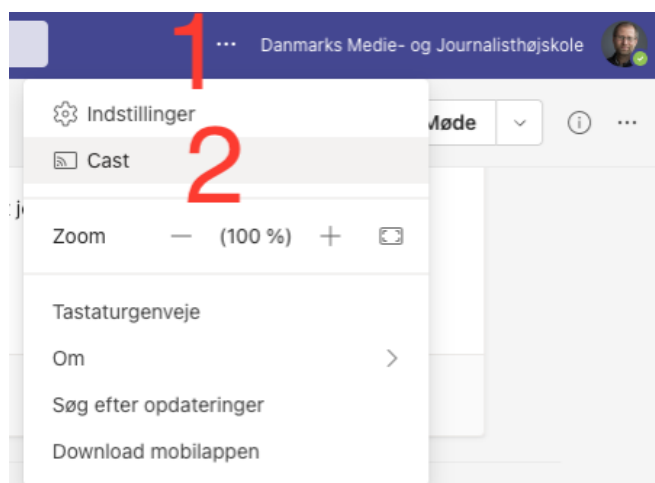 1
··· Danmarks Medie- og Journalisthøjskole
Indstillinger
Møde
Cast
2
Zoom — (100 %) +
Tastaturgenveje
Om
Søg efter opdateringer
Download mobilappen